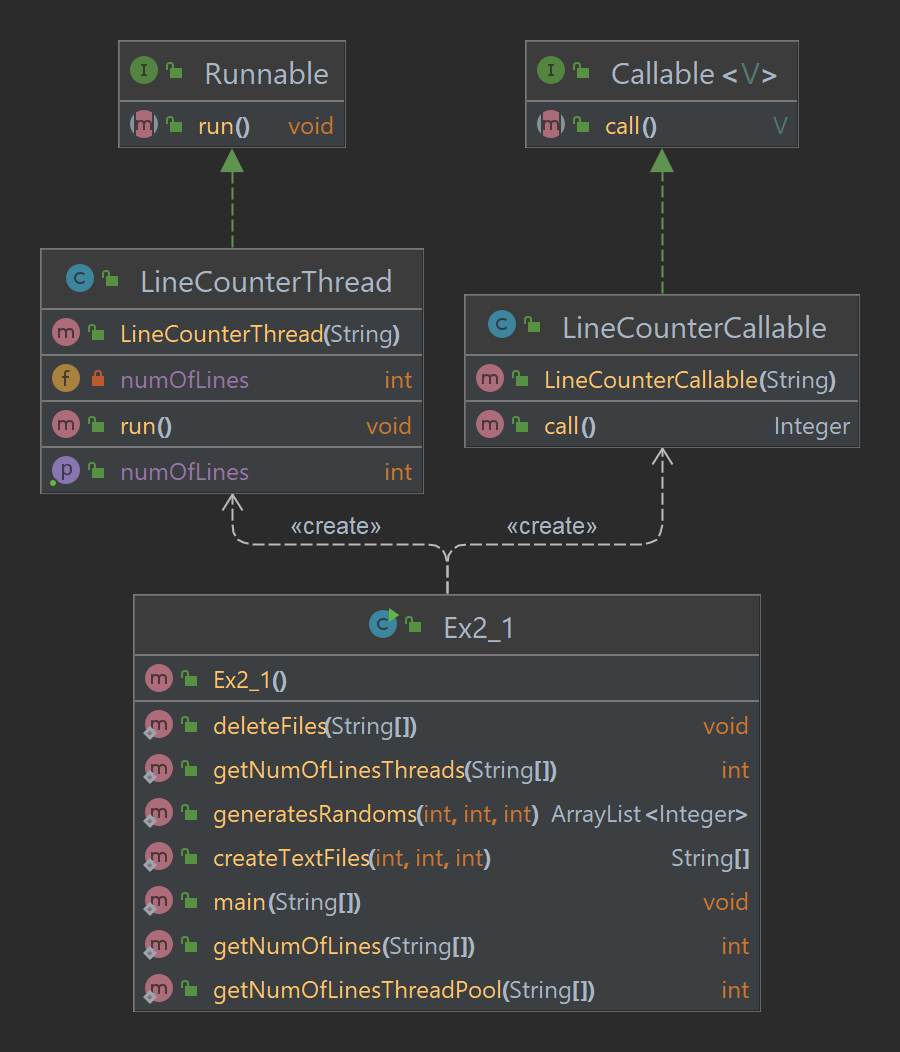 I Runnable
m run() void
I Callable <V>
m call() V
C LineCounterThread
m LineCounterThread(String)
f numOfLines int
m run() void
p numOfLines int
C LineCounterCallable
m LineCounterCallable(String)
m call() Integer
«create» «create»
C Ex2_1
m Ex2_1()
m deleteFiles(String[]) void
m getNumOfLinesThreads(String[]) int
m generatesRandoms(int, int, int) ArrayList <Integer>
m createTextFiles(int, int, int) String[]
m main(String[]) void
m getNumOfLines(String[]) int
m getNumOfLinesThreadPool(String[]) int